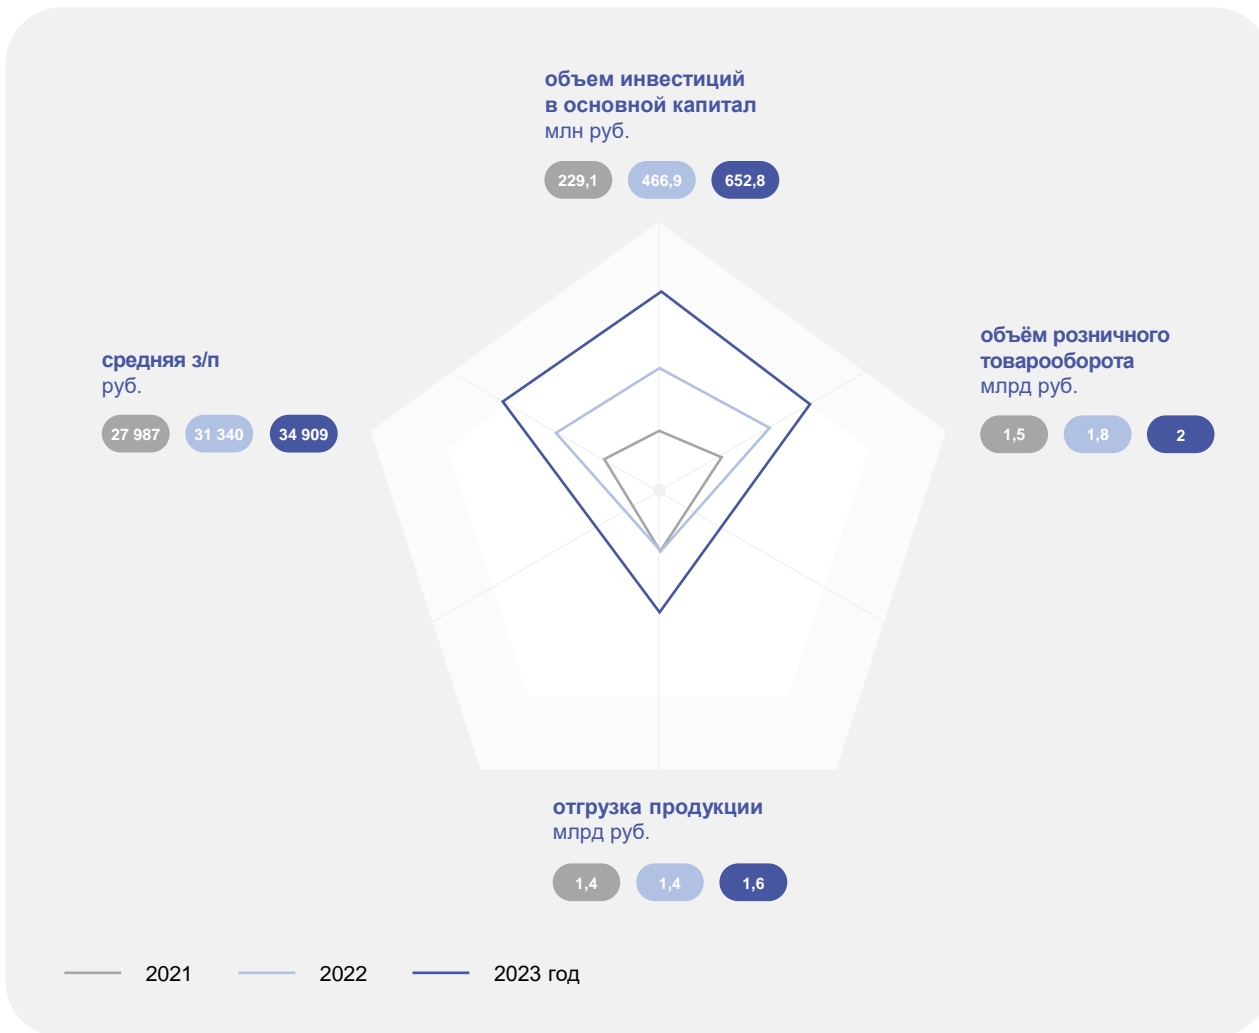 объем инвестиций
в основной капитал
млн руб.
229,1 466,9 652,8
объём розничного
товарооборота
млрд руб.
1,5 1,8 2
средняя з/п
руб.
27 987 31 340 34 909
отгрузка продукции
млрд руб.
1,4 1,4 1,6
2021 2022 2023 год